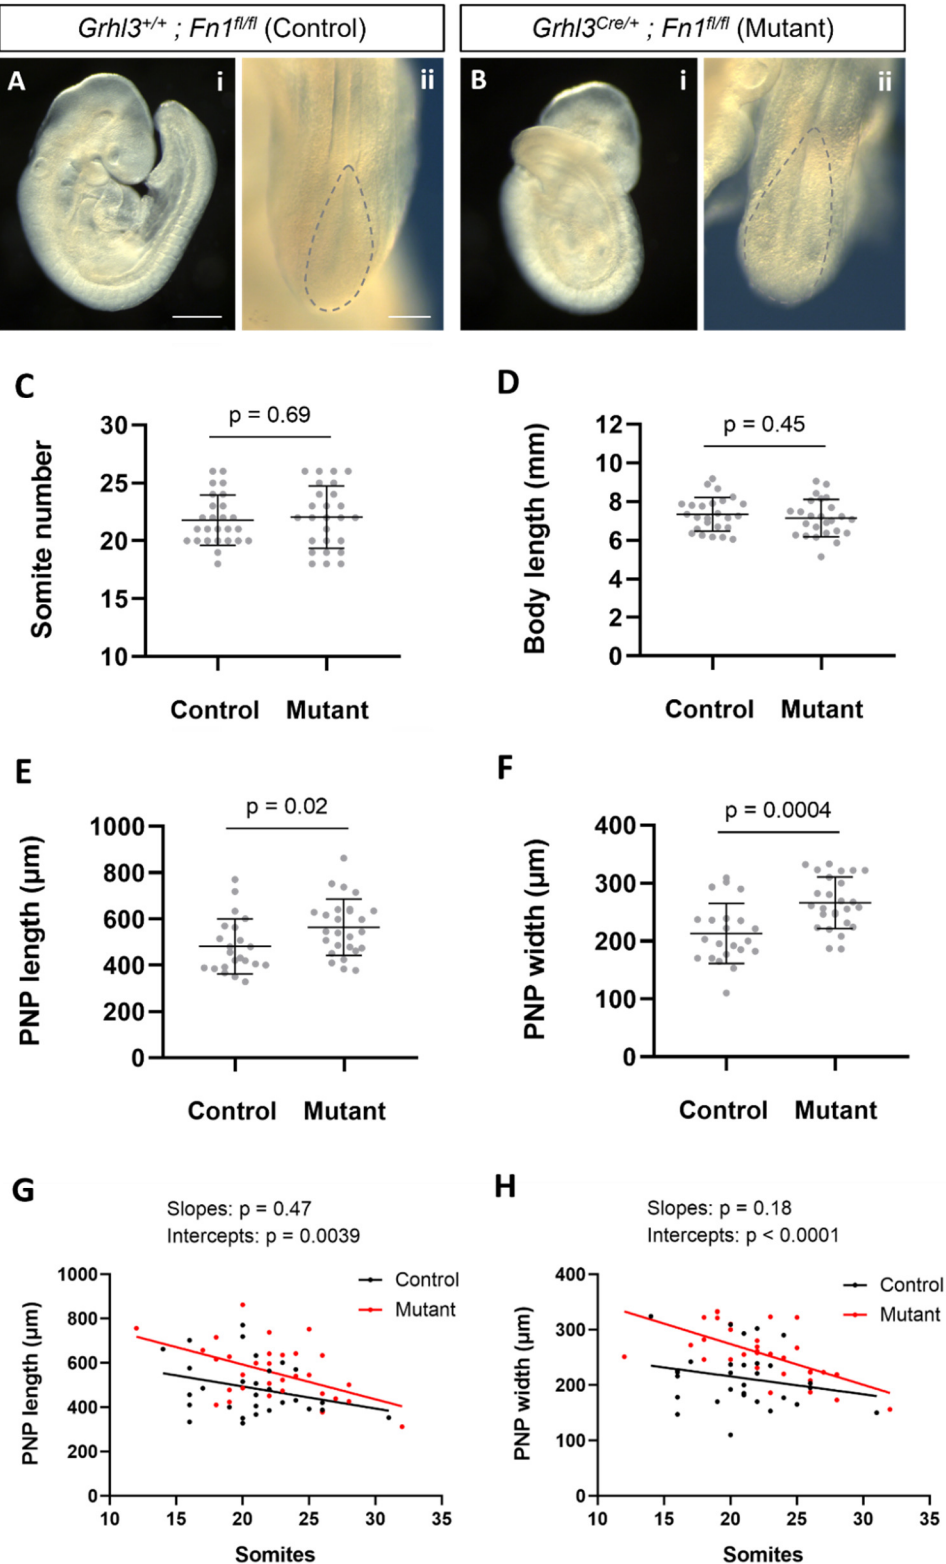 Grhl3+/+ ; Fn1fl/fl (Control)
Grhl3Cre/+ ; Fn1fl/fl (Mutant)
A
i
ii
B
i
ii
C
p = 0.69
Somite number
30
25
20
15
10
Control
Mutant
D
p = 0.45
Body length (mm)
12
10
8
6
4
2
0
Control
Mutant
E
p = 0.02
PNP length (µm)
1000
800
600
400
200
0
Control
Mutant
F
p = 0.0004
PNP width (µm)
400
300
200
100
0
Control
Mutant
G
Slopes: p = 0.47
Intercepts: p = 0.0039
Control
Mutant
PNP length (µm)
1000
800
600
400
200
0
10 15 20 25 30 35
Somites
H
Slopes: p = 0.18
Intercepts: p < 0.0001
Control
Mutant
PNP width (µm)
400
300
200
100
0
10 15 20 25 30 35
Somites